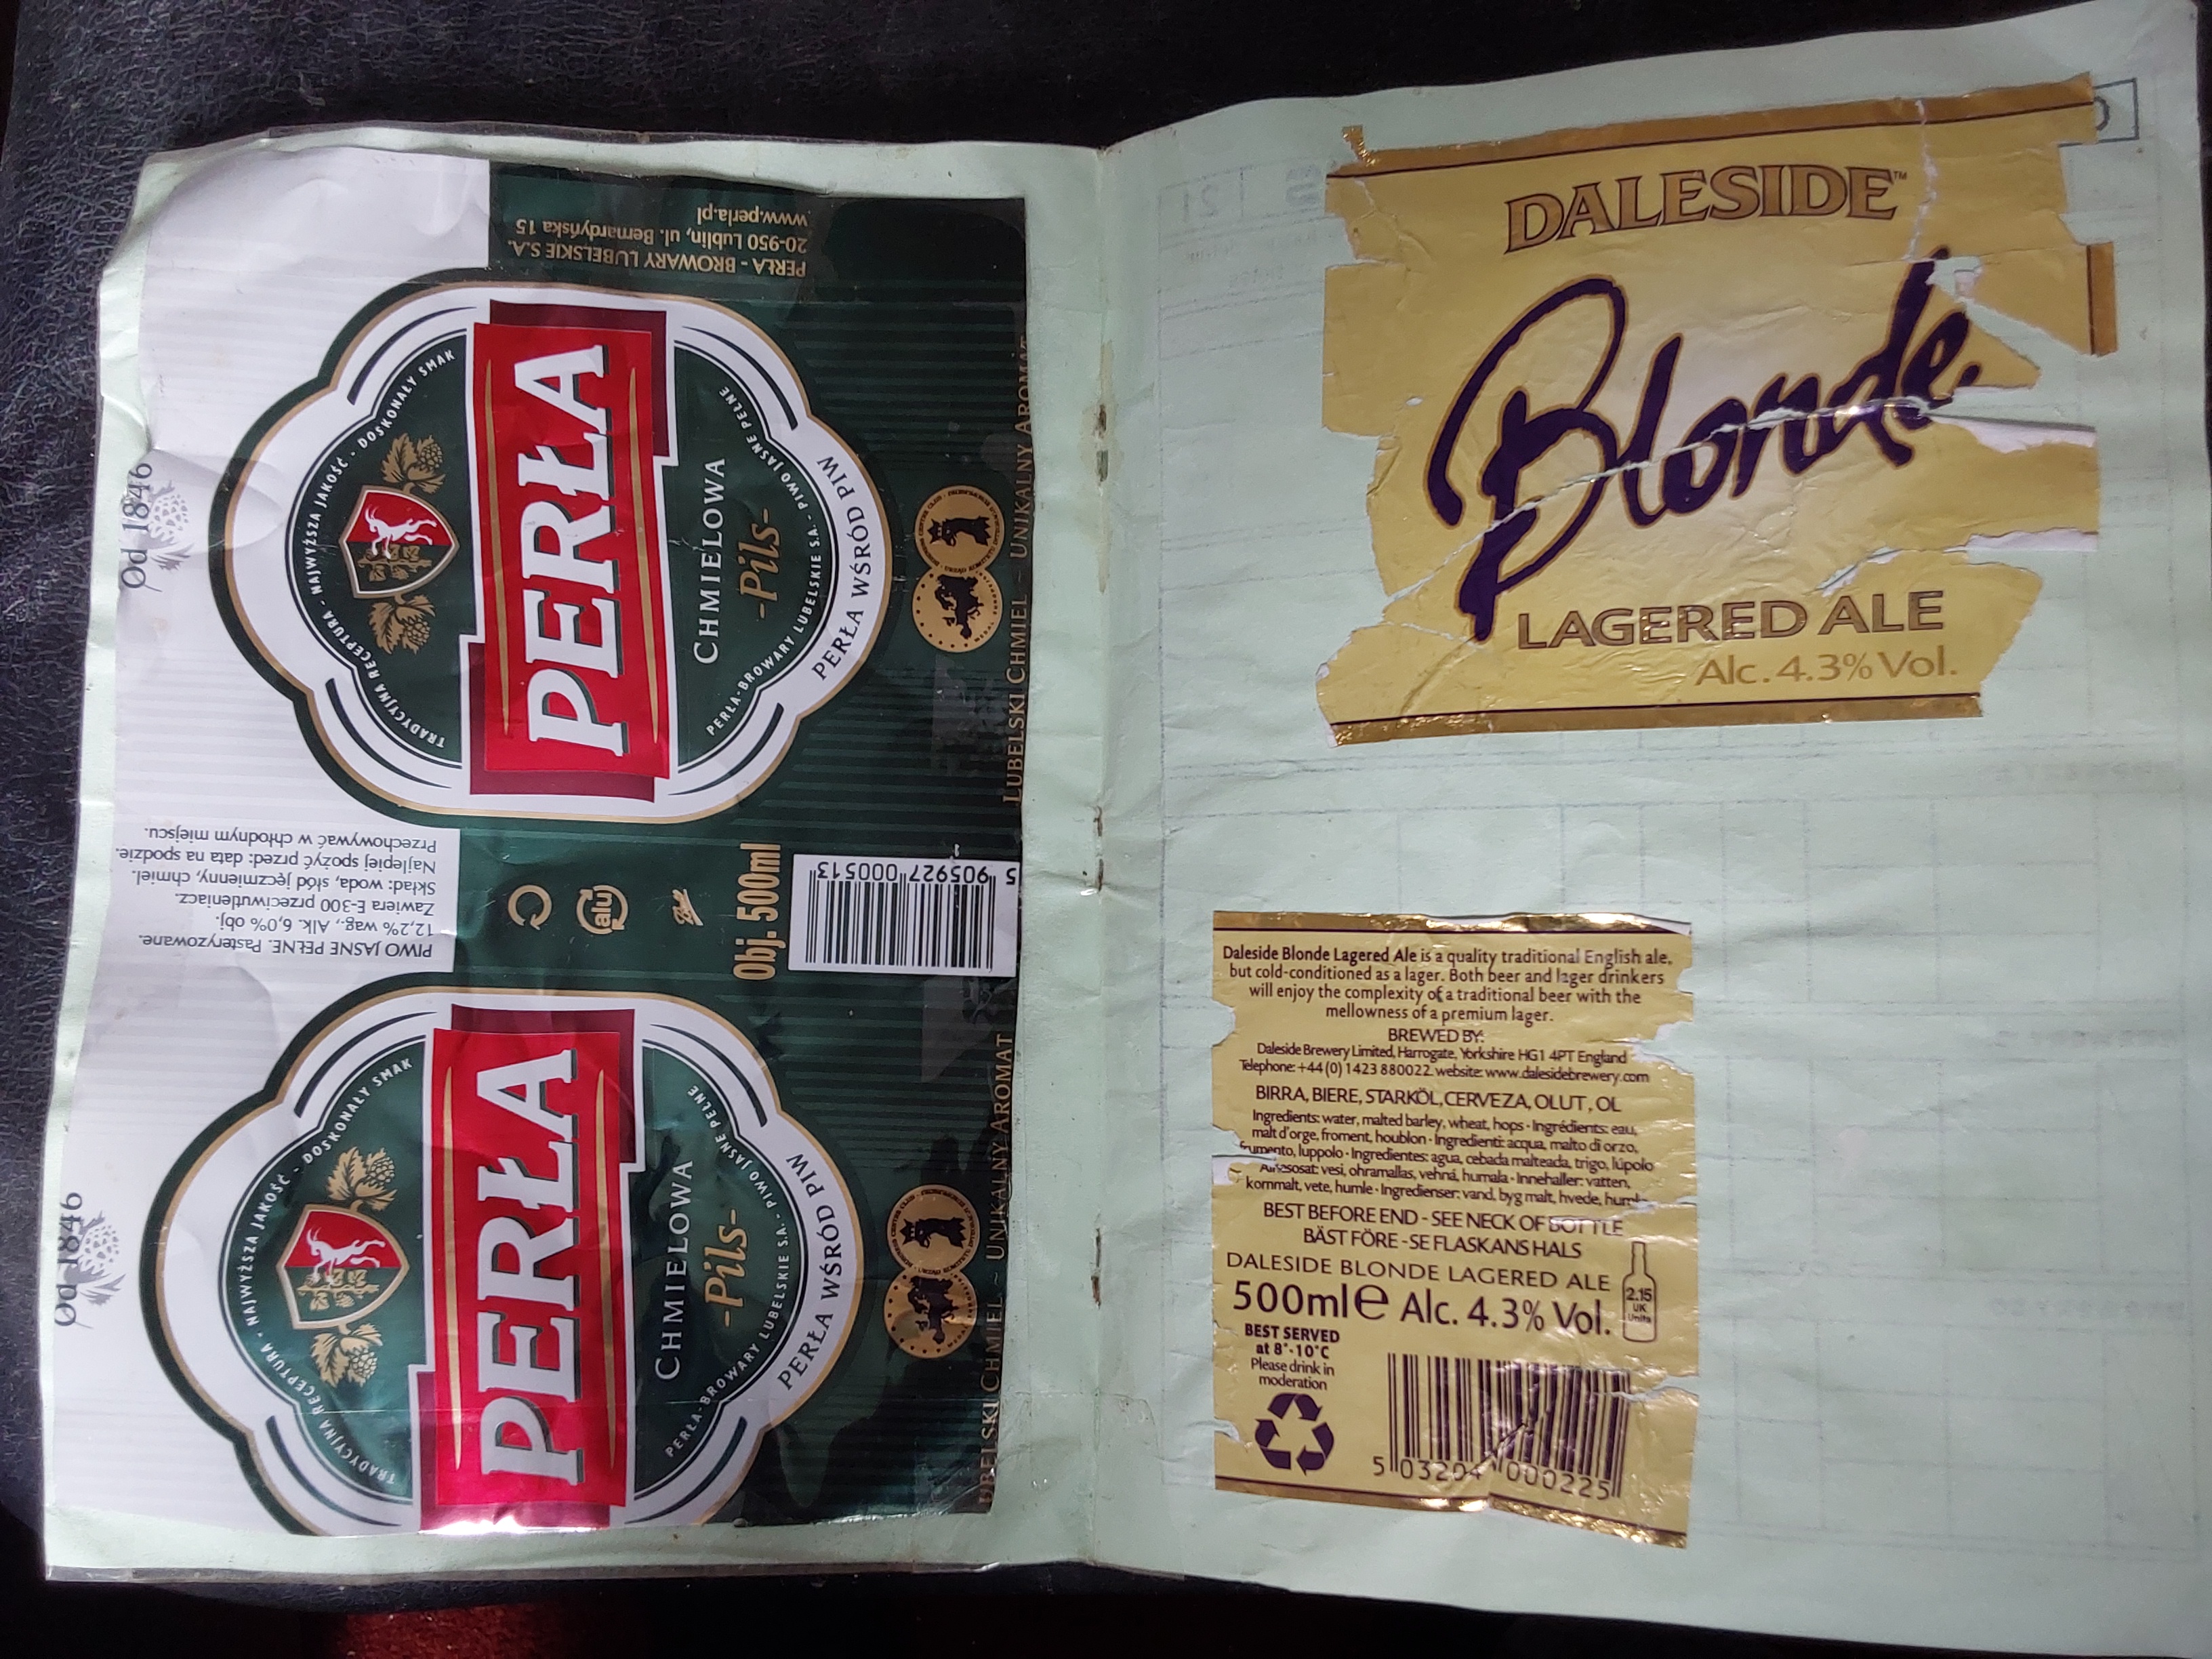 PERŁA - BROWARY LUBELSKIE S.A.
20-950 Lublin, ul. Bernardyńska 15
www.perla.pl
Od 1846
TRADYCYJNA RECEPTURA - NAJWYŻSZA JAKOŚĆ - DOSKONAŁY SMAK
PERŁA
CHMIELOWA
-Pils-
PERŁA-BROWARY LUBELSKIE S.A. - PIWO JASNE PEŁNE
PERŁA WŚRÓD PIW
LUBELSKI CHMIEL ~ UNIKALNY AROMAT
PIWO JASNE PEŁNE. Pasteryzowane.
12,2% wag., Alk. 6,0% obj.
Zawiera E-300 przeciwutleniacz.
Skład: woda, słód jęczmienny, chmiel.
Najlepiej spożyć przed: data na spodzie.
Przechowywać w chłodnym miejscu.
alu
Obj. 500ml
5 905927 000513
Od 1846
TRADYCYJNA RECEPTURA - NAJWYŻSZA JAKOŚĆ - DOSKONAŁY SMAK
PERŁA
CHMIELOWA
-Pils-
PERŁA-BROWARY LUBELSKIE S.A. - PIWO JASNE PEŁNE
PERŁA WŚRÓD PIW
UBELSKI CHMIEL ~ UNIKALNY AROMAT
DALESIDE™
Blonde
LAGERED ALE
Alc. 4.3% Vol.
Daleside Blonde Lagered Ale is a quality traditional English ale,
but cold-conditioned as a lager. Both beer and lager drinkers
will enjoy the complexity of a traditional beer with the
mellowness of a premium lager.
BREWED BY:
Daleside Brewery Limited, Harrogate, Yorkshire HG1 4PT England
Telephone: +44 (0) 1423 880022 website: www.dalesidebrewery.com
BIRRA, BIERE, STARKÖL, CERVEZA, OLUT, OL
Ingredients: water, malted barley, wheat, hops · Ingrédients: eau,
malt d'orge, froment, houblon · Ingredienti: acqua, malto di orzo,
frumento, luppolo · Ingredientes: agua, cebada malteada, trigo, lúpolo
vesi, ohramallas, vehná, humala · Innehaller: vatten,
kornmalt, vete, humle · Ingredienser: vand, byg malt, hvede, humle
BEST BEFORE END - SEE NECK OF BOTTLE
BÄST FÖRE - SE FLASKANS HALS
DALESIDE BLONDE LAGERED ALE
500ml e Alc. 4.3% Vol.
2.15
UK
Units
BEST SERVED
at 8°-10°C
Please drink in
moderation
5 03204 000225